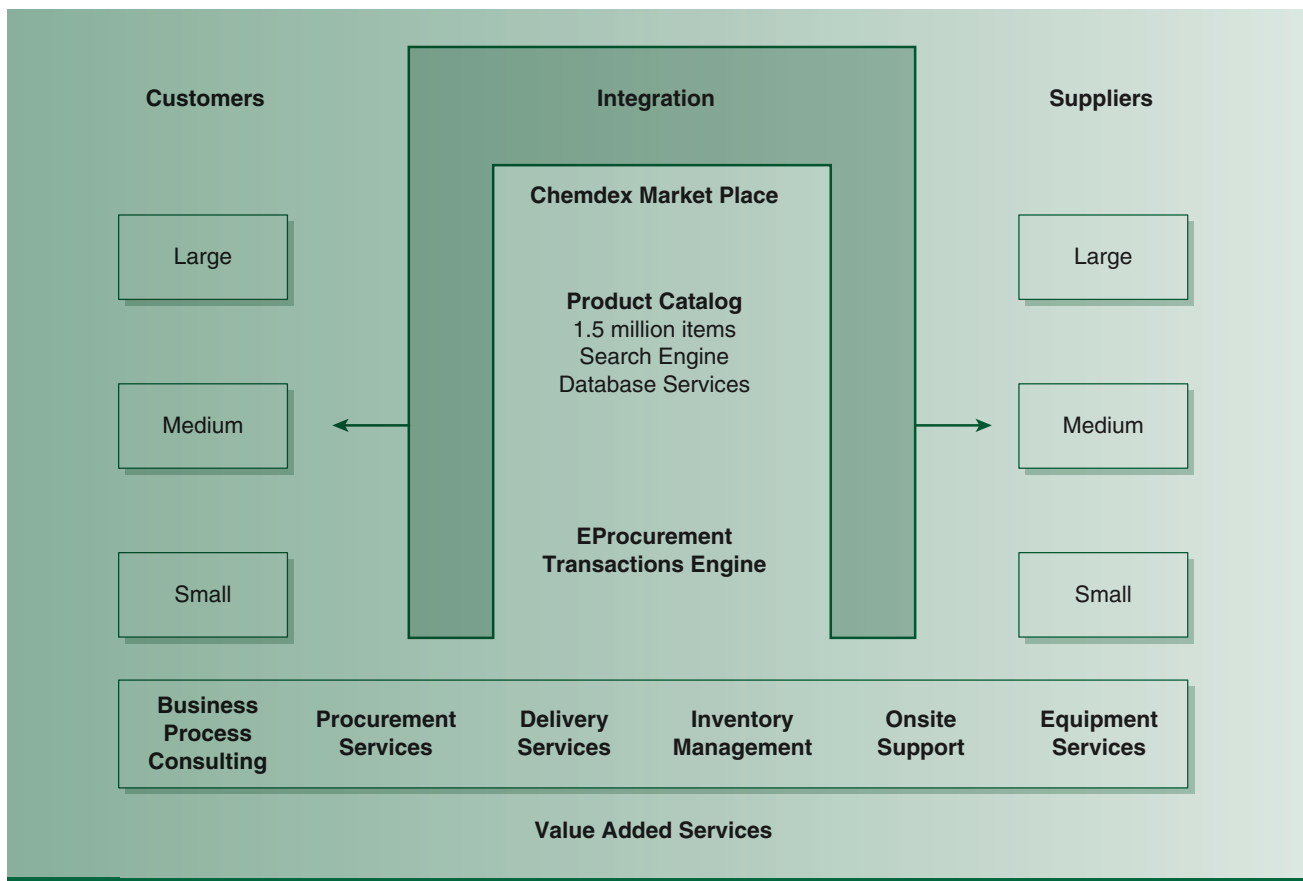 Customers
Integration
Suppliers
Chemdex Market Place
Large
Large
Product Catalog
1.5 million items
Search Engine
Database Services
Medium
Medium
EProcurement
Transactions Engine
Small
Small
Business
Process
Consulting
Procurement
Services
Delivery
Services
Inventory
Management
Onsite
Support
Equipment
Services
Value Added Services